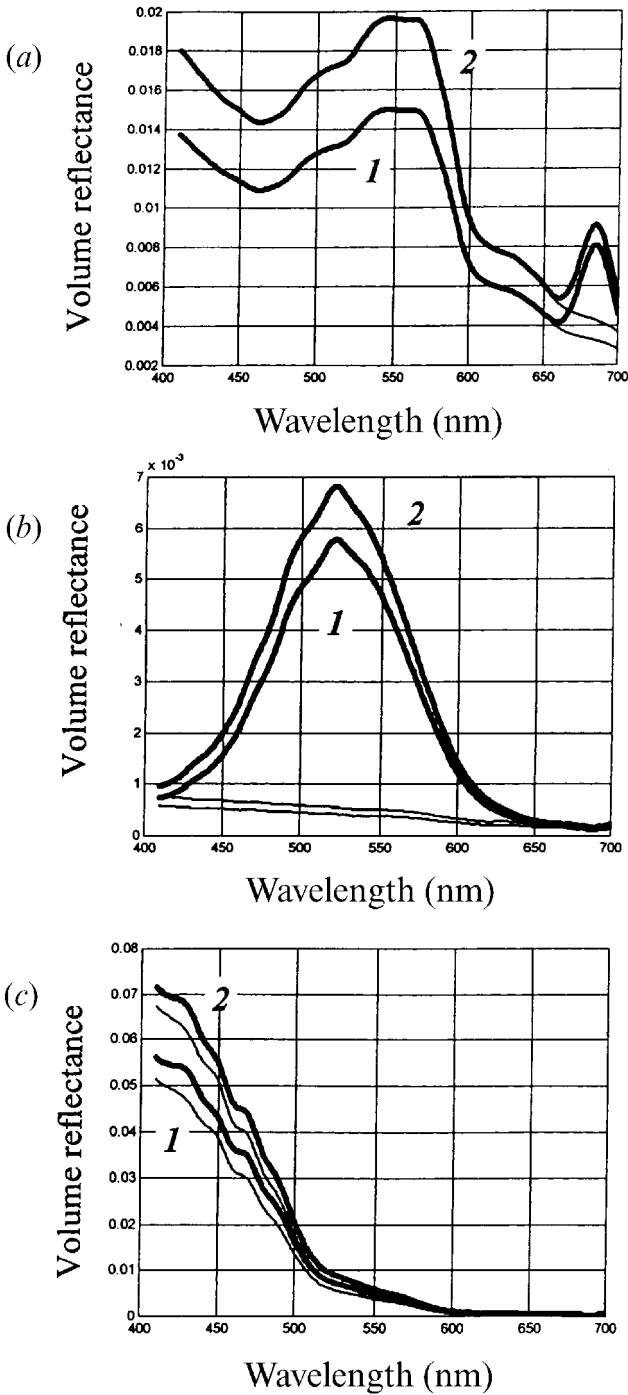 (a)
Volume reflectance
0.02
0.018
0.016
0.014
0.012
0.01
0.008
0.006
0.004
0.002
2
1
400 450 500 550 600 650 700
Wavelength (nm)
(b)
Volume reflectance
x 10⁻³
7
6
5
4
3
2
1
0
2
1
400 450 500 550 600 650 700
Wavelength (nm)
(c)
Volume reflectance
0.08
0.07
0.06
0.05
0.04
0.03
0.02
0.01
0
2
1
400 450 500 550 600 650 700
Wavelength (nm)